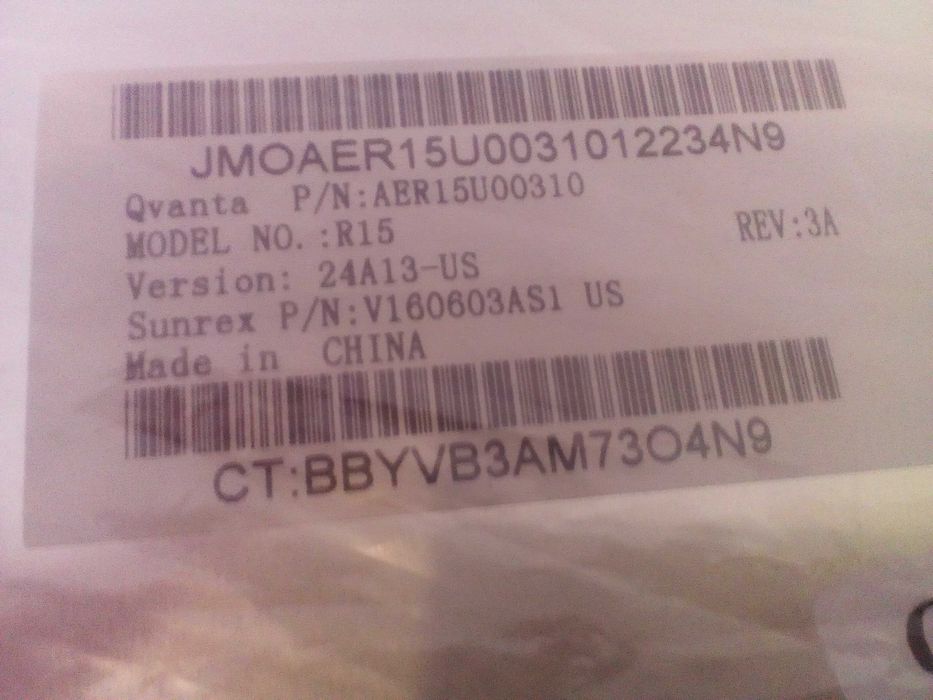 JMOAER15U0031012234N9
Qvanta P/N:AER15U00310
MODEL NO.:R15 REV:3A
Version: 24A13-US
Sunrex P/N:V160603AS1 US
Made in CHINA
CT:BBYVB3AM73O4N9